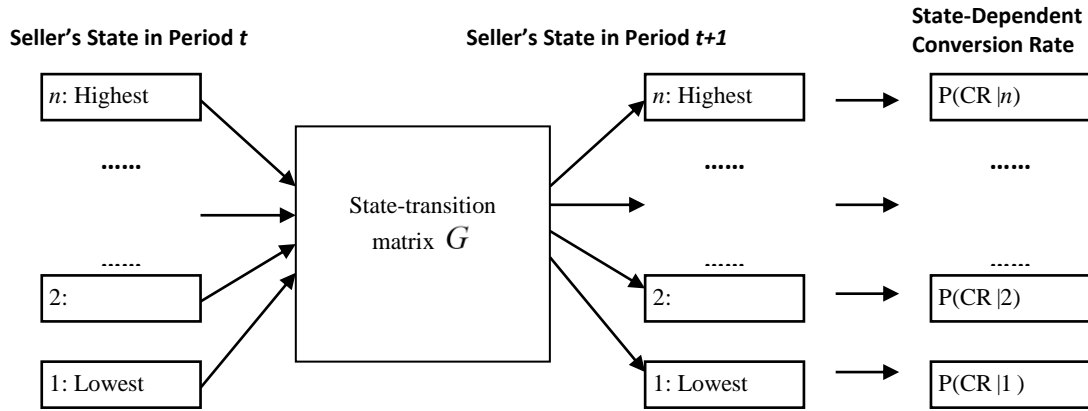 State-Dependent
Seller's State in Period t
Seller's State in Period t+1
Conversion Rate
n: Highest
n: Highest
P(CR |n)
......
......
......
State-transition
matrix G
......
......
......
2:
2:
P(CR |2)
1: Lowest
1: Lowest
P(CR |1 )